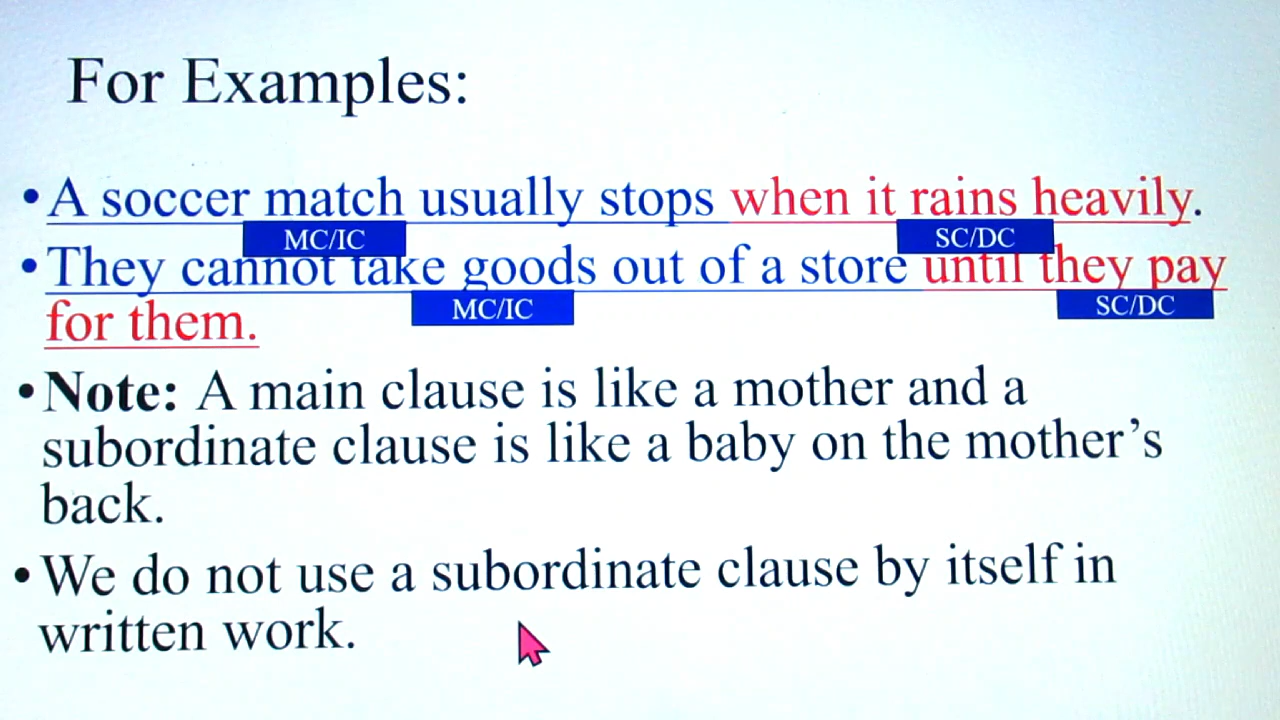 For Examples:
• A soccer match usually stops when it rains heavily.
MC/IC SC/DC
• They cannot take goods out of a store until they pay
MC/IC SC/DC
for them.
• Note: A main clause is like a mother and a
subordinate clause is like a baby on the mother’s
back.
• We do not use a subordinate clause by itself in
written work.